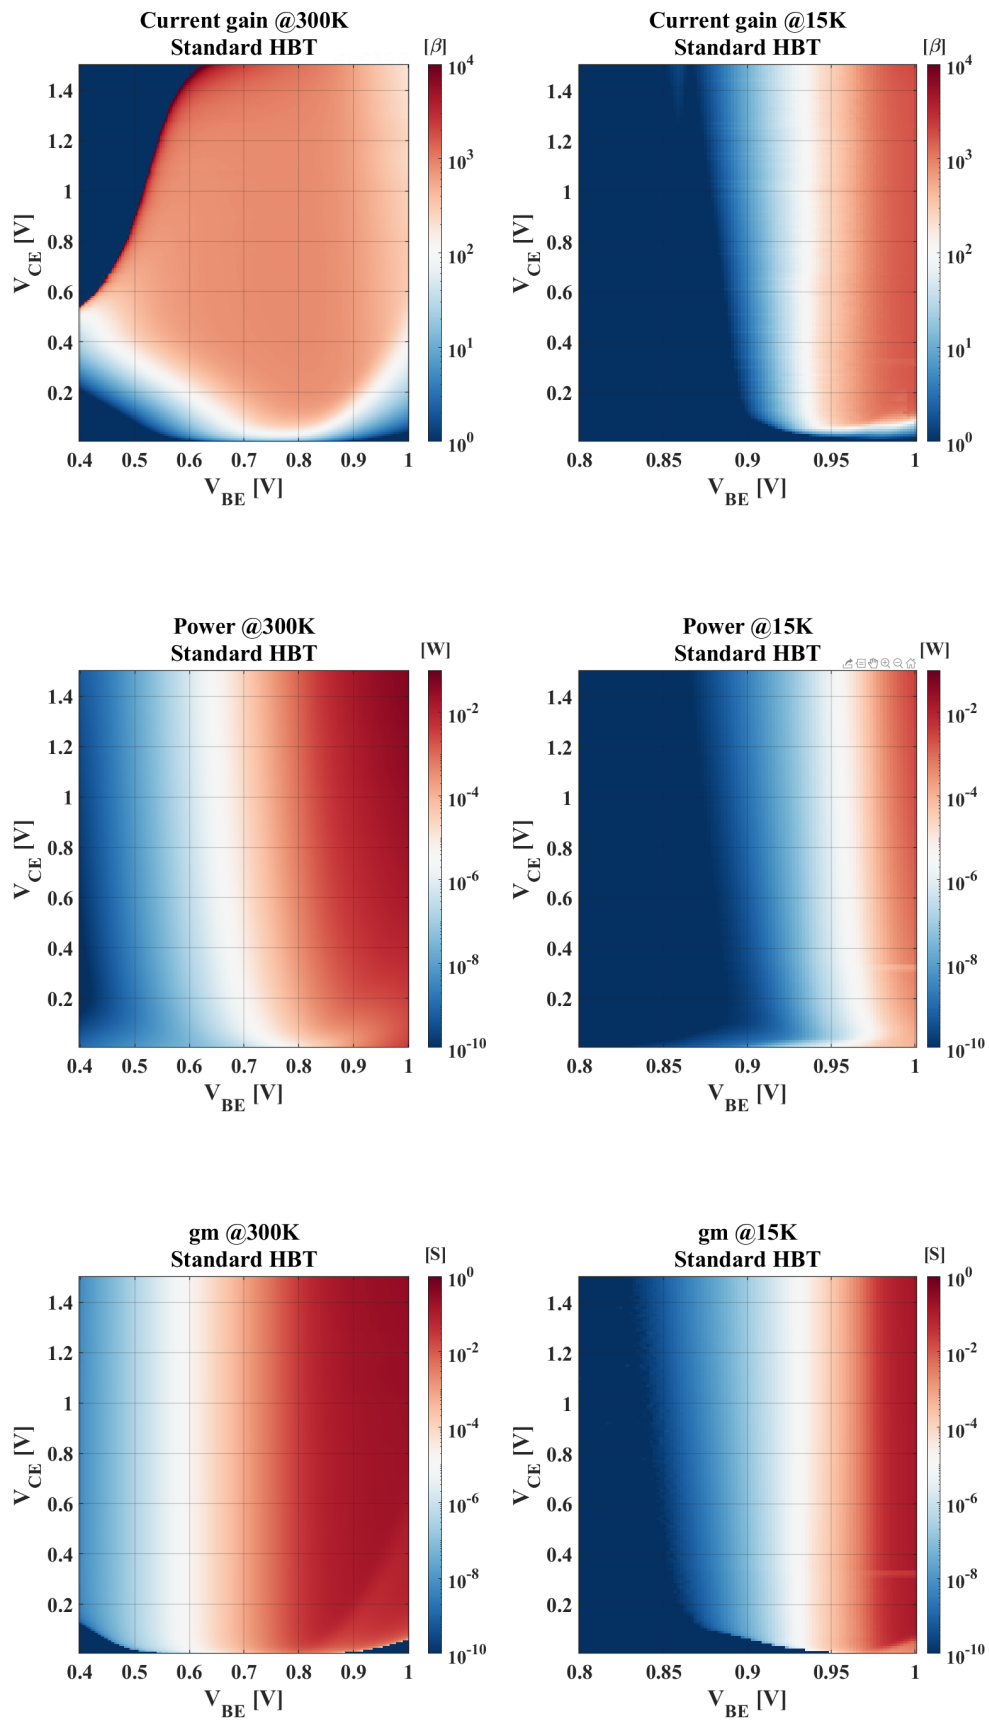 Current gain @300K
Standard HBT
[β]
V_CE [V]
1.4
1.2
1
0.8
0.6
0.4
0.2
0.4 0.5 0.6 0.7 0.8 0.9 1
V_BE [V]
10^4
10^3
10^2
10^1
10^0
Current gain @15K
Standard HBT
[β]
V_CE [V]
1.4
1.2
1
0.8
0.6
0.4
0.2
0.8 0.85 0.9 0.95 1
V_BE [V]
10^4
10^3
10^2
10^1
10^0
Power @300K
Standard HBT
[W]
V_CE [V]
1.4
1.2
1
0.8
0.6
0.4
0.2
0.4 0.5 0.6 0.7 0.8 0.9 1
V_BE [V]
10^-2
10^-4
10^-6
10^-8
10^-10
Power @15K
Standard HBT
[W]
V_CE [V]
1.4
1.2
1
0.8
0.6
0.4
0.2
0.8 0.85 0.9 0.95 1
V_BE [V]
10^-2
10^-4
10^-6
10^-8
10^-10
gm @300K
Standard HBT
[S]
V_CE [V]
1.4
1.2
1
0.8
0.6
0.4
0.2
0.4 0.5 0.6 0.7 0.8 0.9 1
V_BE [V]
10^0
10^-2
10^-4
10^-6
10^-8
10^-10
gm @15K
Standard HBT
[S]
V_CE [V]
1.4
1.2
1
0.8
0.6
0.4
0.2
0.8 0.85 0.9 0.95 1
V_BE [V]
10^0
10^-2
10^-4
10^-6
10^-8
10^-10